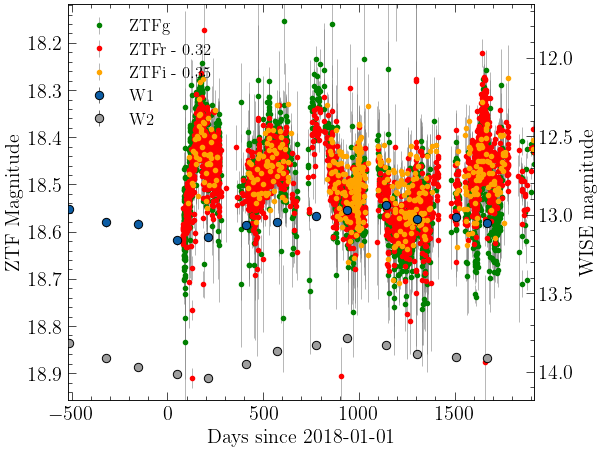 ZTFg
ZTFr - 0.32
ZTFi - 0.35
W1
W2
18.2
18.3
18.4
18.5
18.6
18.7
18.8
18.9
ZTF Magnitude
12.0
12.5
13.0
13.5
14.0
WISE magnitude
−500
0
500
1000
1500
Days since 2018-01-01